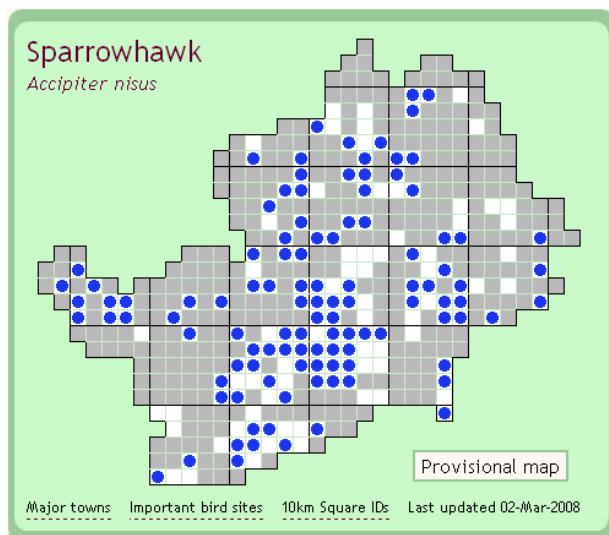 Sparrowhawk
Accipiter nisus
Provisional map
Major towns Important bird sites 10km Square IDs Last updated 02-Mar-2008